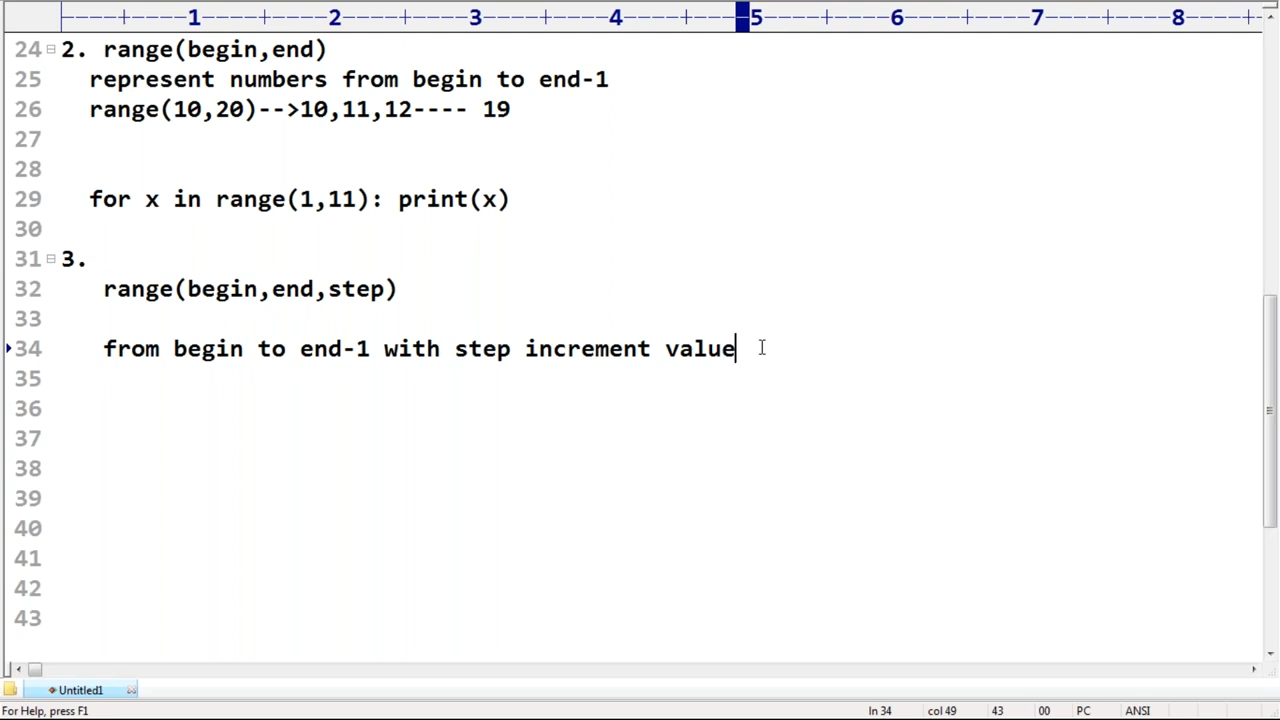 1 2 3 4 5 6 7 8
24 2. range(begin,end)
25 represent numbers from begin to end-1
26 range(10,20)-->10,11,12---- 19
27
28
29 for x in range(1,11): print(x)
30
31 3.
32 range(begin,end,step)
33
34 from begin to end-1 with step increment value
35
36
37
38
39
40
41
42
43
Untitled1
For Help, press F1 ln 34 col 49 43 00 PC ANSI